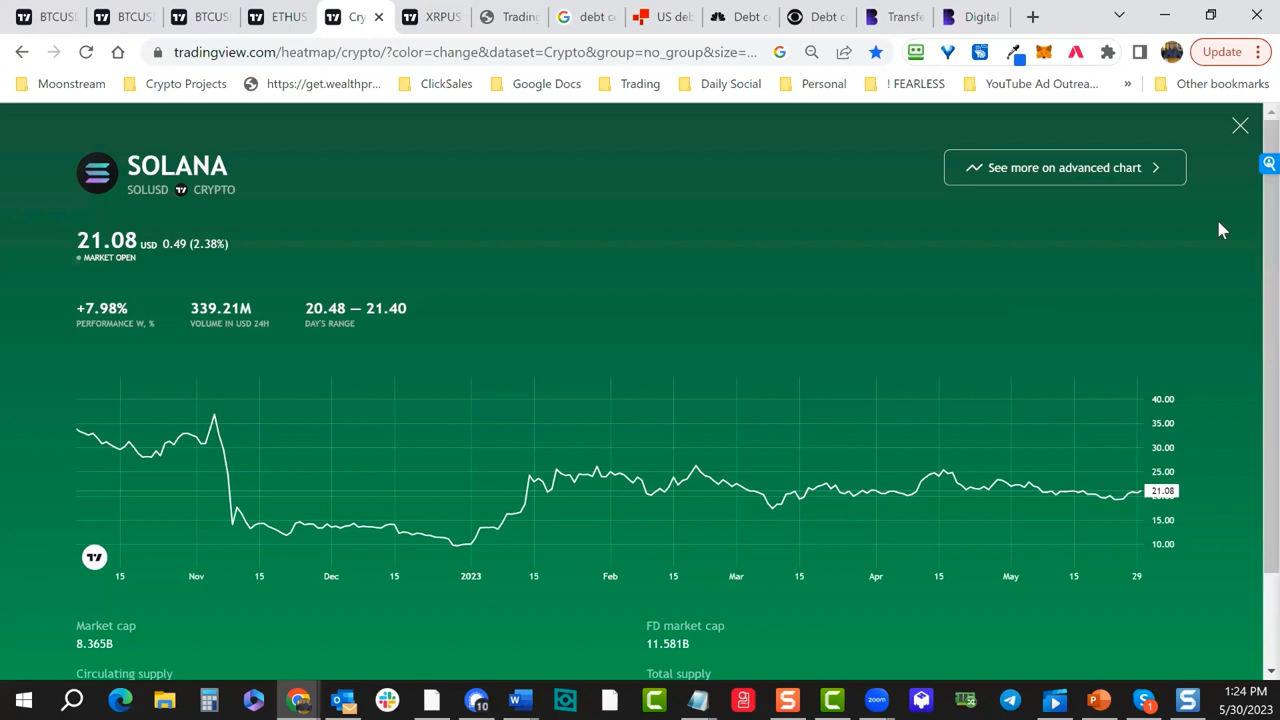 BTCUS
BTCUS
BTCUS
ETHUS
Cry
XRPUS
Trading
debt c
US del
Debt c
Debt c
Transfe
Digital
tradingview.com/heatmap/crypto/?color=change&dataset=Crypto&group=no_group&size=...
Update
Moonstream
Crypto Projects
https://get.wealthpr...
ClickSales
Google Docs
Trading
Daily Social
Personal
! FEARLESS
YouTube Ad Outrea...
»
Other bookmarks
SOLANA
SOLUSD CRYPTO
See more on advanced chart
21.08 USD 0.49 (2.38%)
MARKET OPEN
+7.98%
PERFORMANCE W, %
339.21M
VOLUME IN USD 24H
20.48 — 21.40
DAY'S RANGE
40.00
35.00
30.00
25.00
21.08
15.00
10.00
15 Nov 15 Dec 15 2023 15 Feb 15 Mar 15 Apr 15 May 15 29
Market cap
8.365B
FD market cap
11.581B
Circulating supply
Total supply
10
1
1:24 PM
5/30/2023